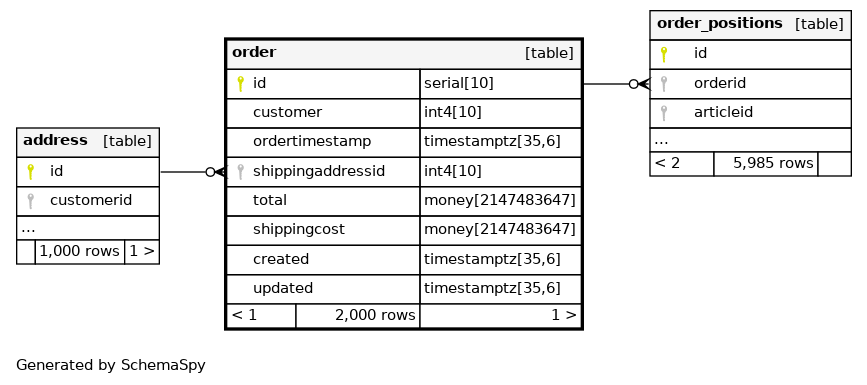 order_positions [table]
id
orderid
articleid
...
< 2 5,985 rows
order [table]
id serial[10]
customer int4[10]
ordertimestamp timestamptz[35,6]
shippingaddressid int4[10]
total money[2147483647]
shippingcost money[2147483647]
created timestamptz[35,6]
updated timestamptz[35,6]
< 1 2,000 rows 1 >
address [table]
id
customerid
...
1,000 rows 1 >
Generated by SchemaSpy